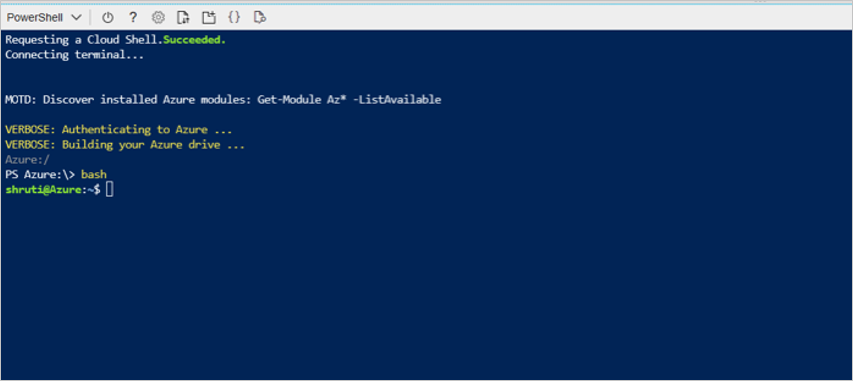 PowerShell
Requesting a Cloud Shell.Succeeded.
Connecting terminal...
MOTD: Discover installed Azure modules: Get-Module Az* -ListAvailable
VERBOSE: Authenticating to Azure ...
VERBOSE: Building your Azure drive ...
Azure:/
PS Azure:\> bash
shruti@Azure:~$